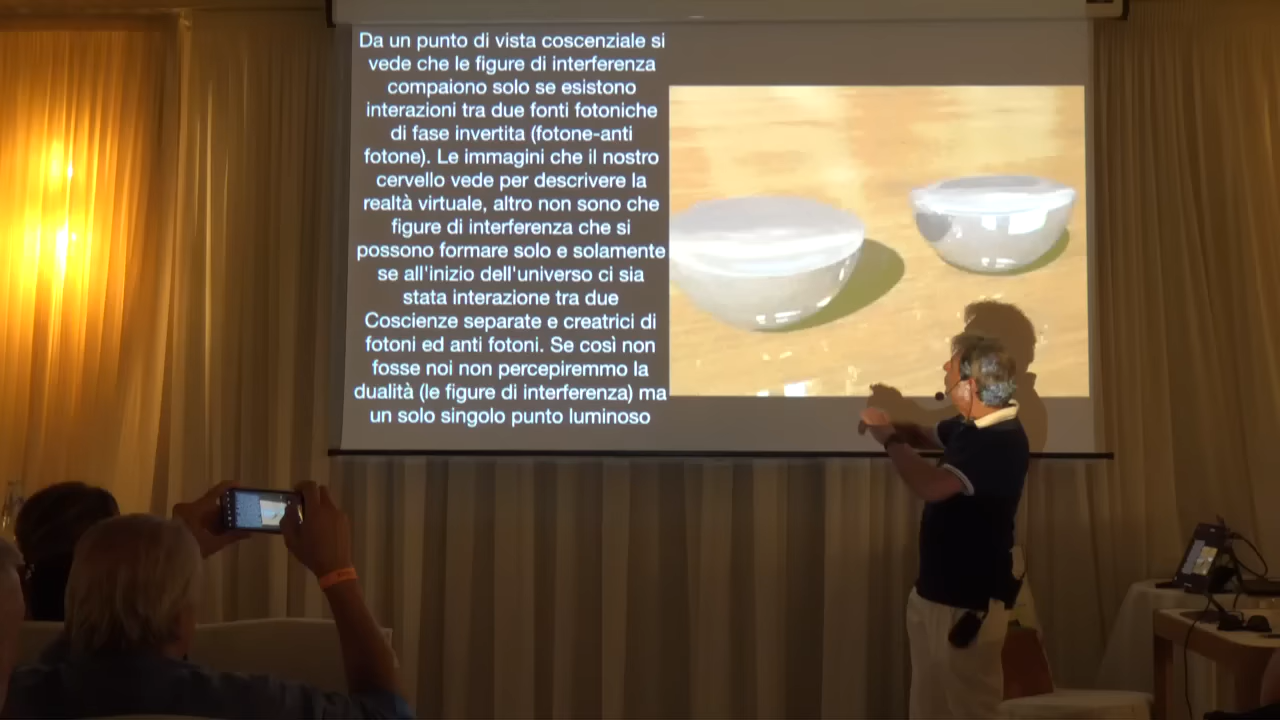 Da un punto di vista coscenziale si
vede che le figure di interferenza
compaiono solo se esistono
interazioni tra due fonti fotoniche
di fase invertita (fotone-anti
fotone). Le immagini che il nostro
cervello vede per descrivere la
realtà virtuale, altro non sono che
figure di interferenza che si
possono formare solo e solamente
se all'inizio dell'universo ci sia
stata interazione tra due
Coscienze separate e creatrici di
fotoni ed anti fotoni. Se così non
fosse noi non percepiremmo la
dualità (le figure di interferenza) ma
un solo singolo punto luminoso